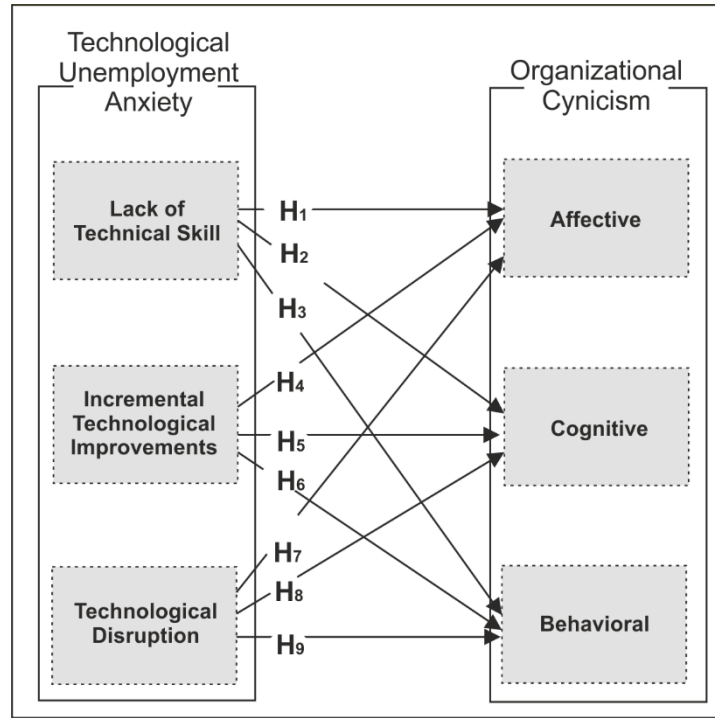 Technological
Unemployment
Anxiety
Organizational
Cynicism
Lack of
Technical Skill
H1
H2
H3
Affective
Incremental
Technological
Improvements
H4
H5
H6
Cognitive
Technological
Disruption
H7
H8
H9
Behavioral